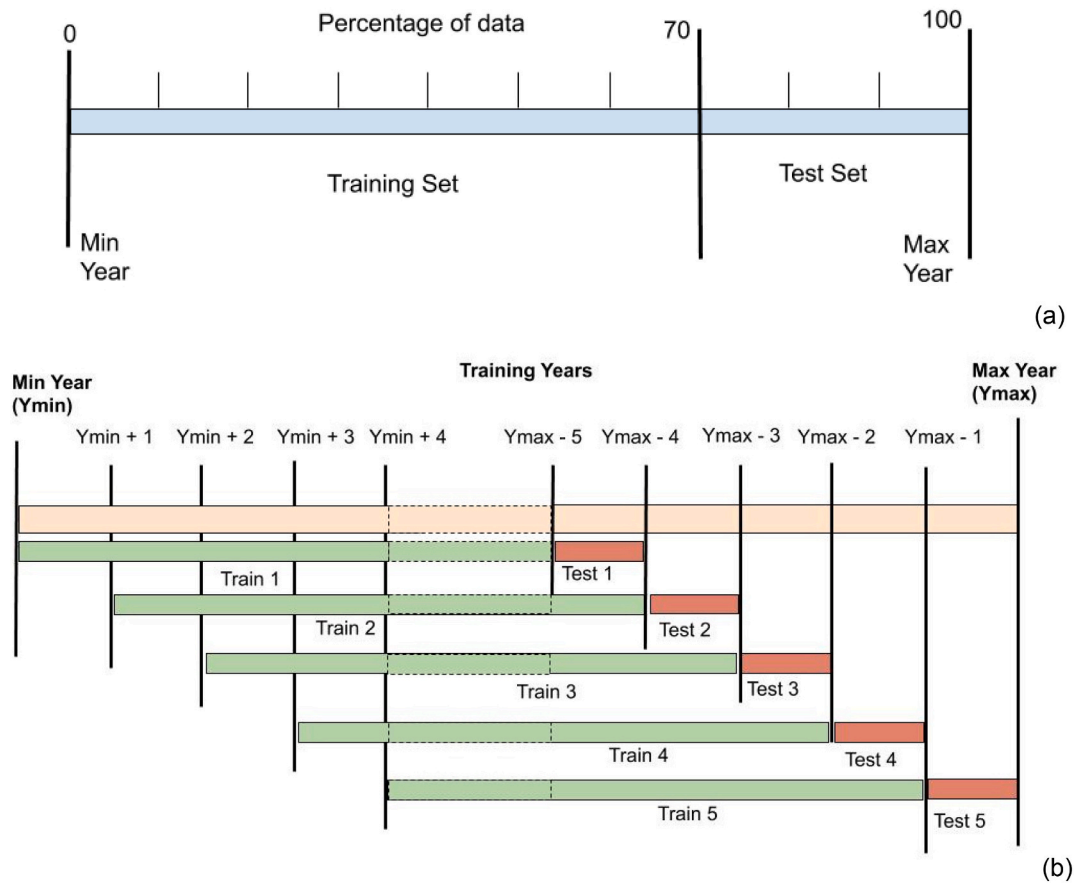 0
Percentage of data
70
100
Training Set
Test Set
Min
Year
Max
Year
(a)
Min Year
(Ymin)
Training Years
Max Year
(Ymax)
Ymin + 1
Ymin + 2
Ymin + 3
Ymin + 4
Ymax - 5
Ymax - 4
Ymax - 3
Ymax - 2
Ymax - 1
Train 1
Test 1
Train 2
Test 2
Train 3
Test 3
Train 4
Test 4
Train 5
Test 5
(b)